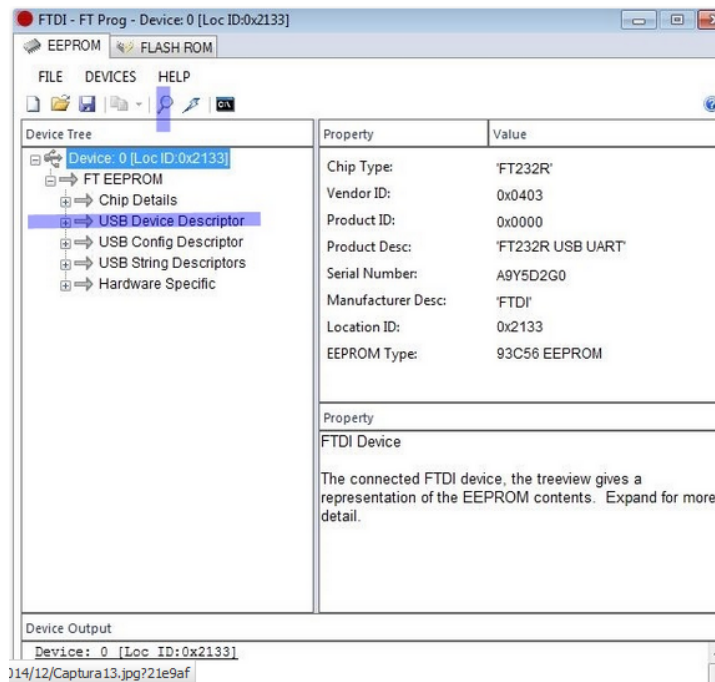 FTDI - FT Prog - Device: 0 [Loc ID:0x2133]
EEPROM FLASH ROM
FILE DEVICES HELP
C:\
Device Tree
Device: 0 [Loc ID:0x2133]
FT EEPROM
Chip Details
USB Device Descriptor
USB Config Descriptor
USB String Descriptors
Hardware Specific
Property Value
Chip Type: 'FT232R'
Vendor ID: 0x0403
Product ID: 0x0000
Product Desc: 'FT232R USB UART'
Serial Number: A9Y5D2G0
Manufacturer Desc: 'FTDI'
Location ID: 0x2133
EEPROM Type: 93C56 EEPROM
Property
FTDI Device
The connected FTDI device, the treeview gives a
representation of the EEPROM contents. Expand for more
detail.
Device Output
Device: 0 [Loc ID:0x2133]
014/12/Captura13.jpg?21e9af